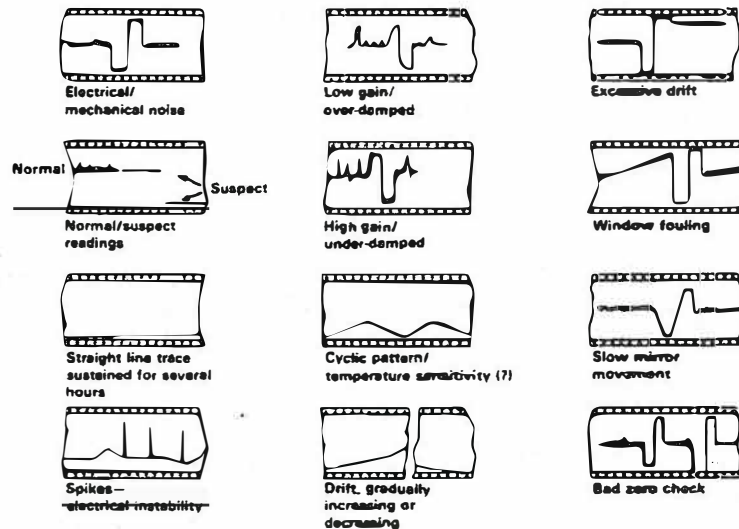 Electrical/
mechanical noise
Low gain/
over-damped
Excessive drift
Normal
Suspect
Normal/suspect
readings
High gain/
under-damped
Window fouling
Straight line trace
sustained for several
hours
Cyclic pattern/
temperature sensitivity (?)
Slow mirror
movement
Spikes—
electrical instability
Drift, gradually
increasing or
decreasing
Bad zero check